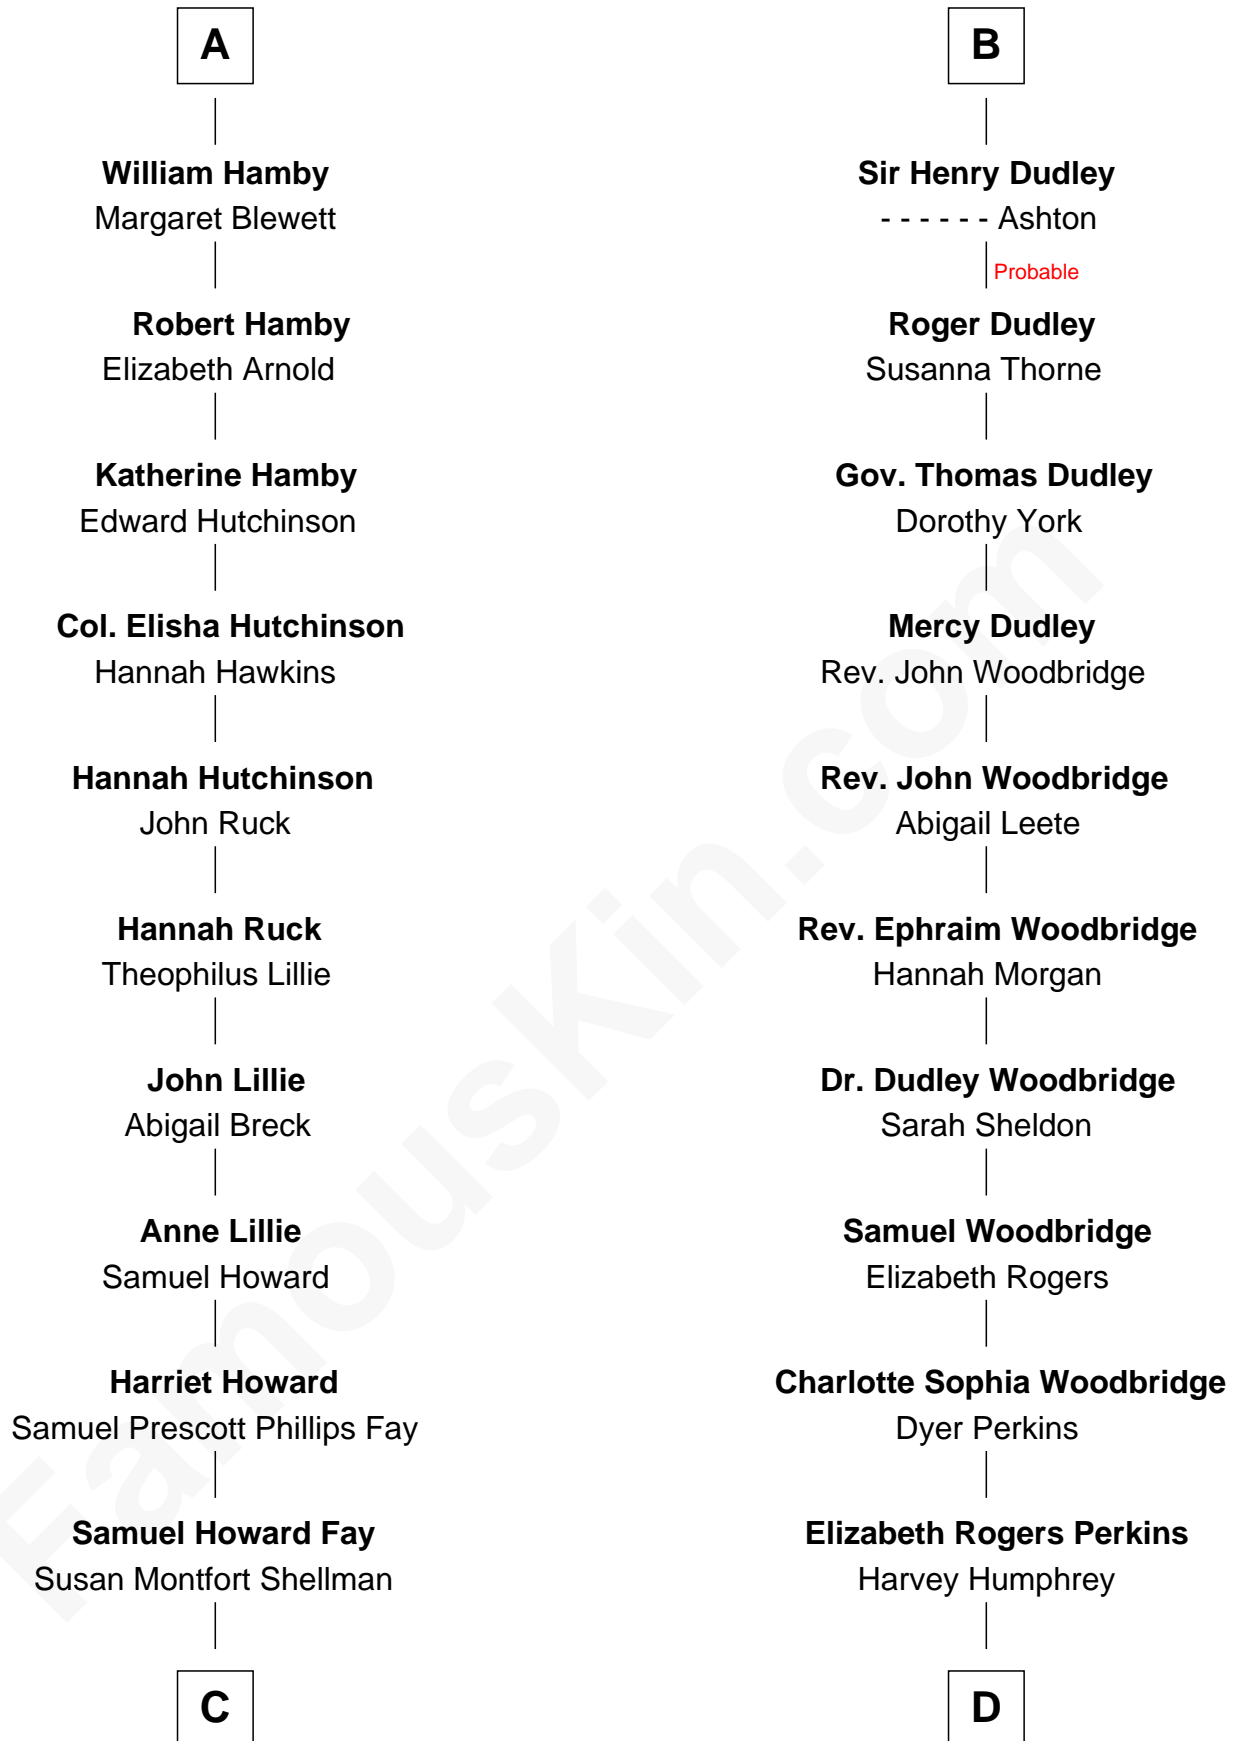 A
William Hamby
Margaret Blewett
Robert Hamby
Elizabeth Arnold
Katherine Hamby
Edward Hutchinson
Col. Elisha Hutchinson
Hannah Hawkins
Hannah Hutchinson
John Ruck
Hannah Ruck
Theophilus Lillie
John Lillie
Abigail Breck
Anne Lillie
Samuel Howard
Harriet Howard
Samuel Prescott Phillips Fay
Samuel Howard Fay
Susan Montfort Shellman
C
B
Sir Henry Dudley
- - - - - - Ashton
Probable
Roger Dudley
Susanna Thorne
Gov. Thomas Dudley
Dorothy York
Mercy Dudley
Rev. John Woodbridge
Rev. John Woodbridge
Abigail Leete
Rev. Ephraim Woodbridge
Hannah Morgan
Dr. Dudley Woodbridge
Sarah Sheldon
Samuel Woodbridge
Elizabeth Rogers
Charlotte Sophia Woodbridge
Dyer Perkins
Elizabeth Rogers Perkins
Harvey Humphrey
D
FamousKin.com